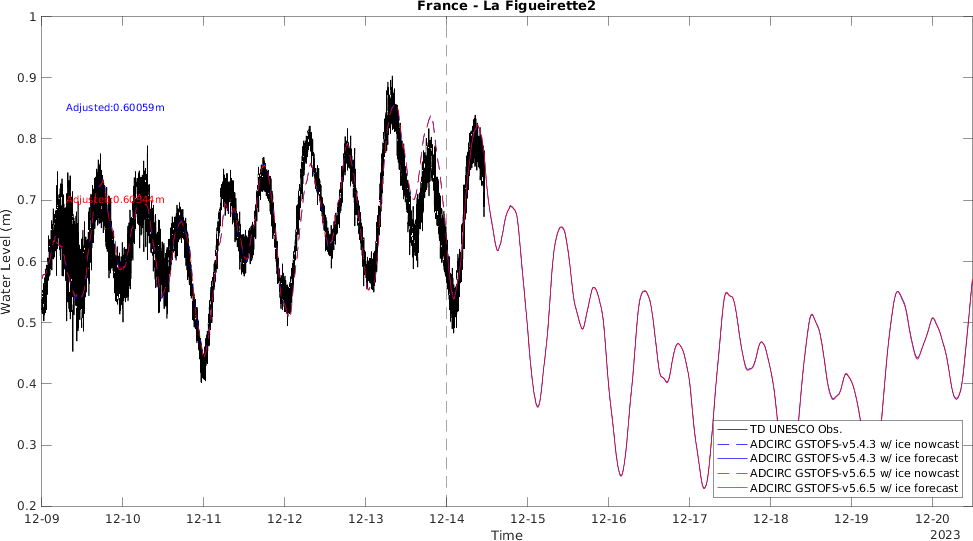 France - La Figueirette2
1
0.9
0.8
0.7
0.6
0.5
0.4
0.3
0.2
Water Level (m)
Adjusted:0.60059m
TD UNESCO Obs.
ADCIRC GSTOFS-v5.4.3 w/ ice nowcast
ADCIRC GSTOFS-v5.4.3 w/ ice forecast
ADCIRC GSTOFS-v5.6.5 w/ ice nowcast
ADCIRC GSTOFS-v5.6.5 w/ ice forecast
12-09 12-10 12-11 12-12 12-13 12-14 12-15 12-16 12-17 12-18 12-19 12-20
Time
2023